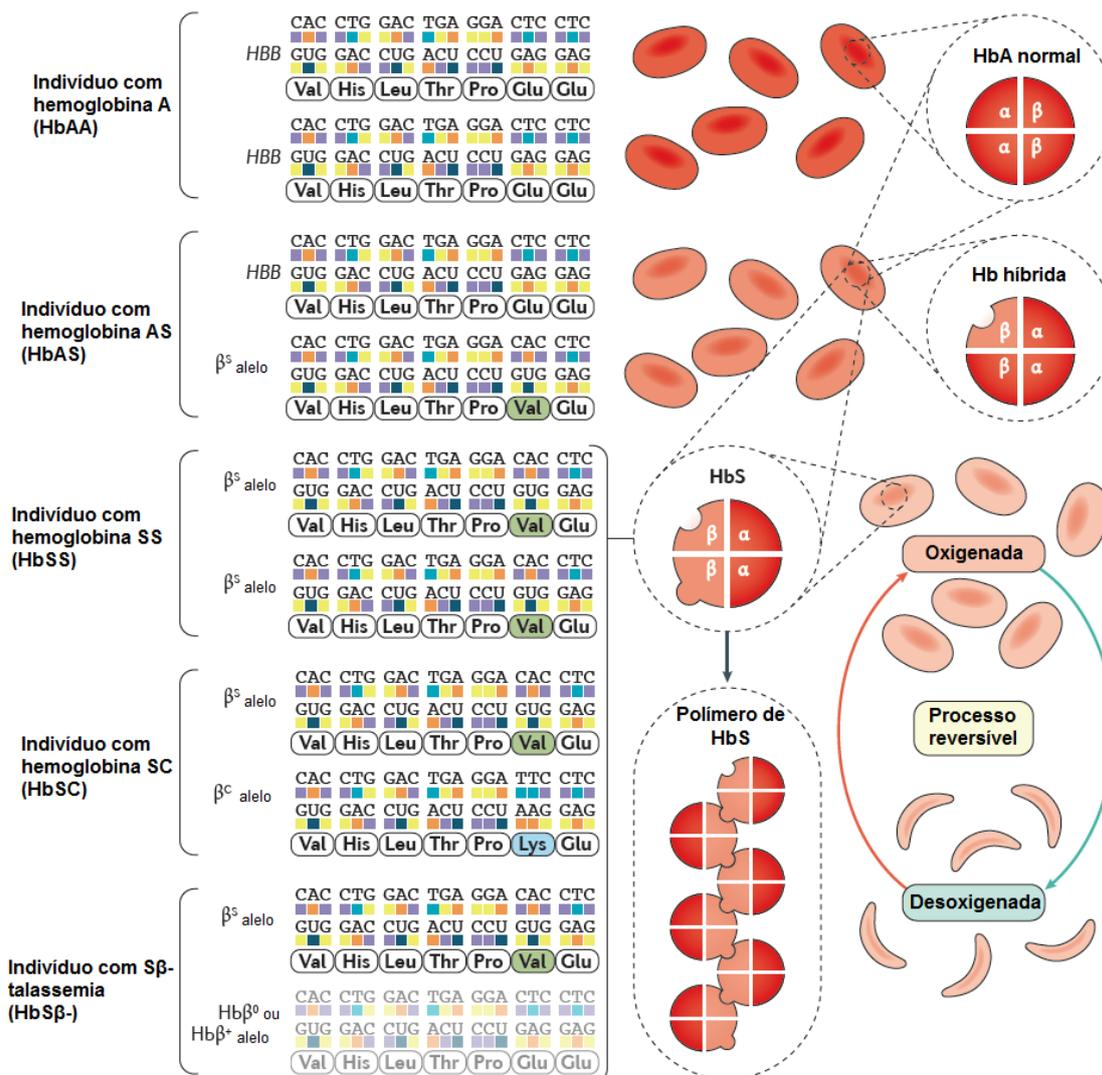 Indivíduo com
hemoglobina A
(HbAA)
HBB
CAC CTG GAC TGA GGA CTC CTC
GUG GAC CUG ACU CCU GAG GAG
Val His Leu Thr Pro Glu Glu
HBB
CAC CTG GAC TGA GGA CTC CTC
GUG GAC CUG ACU CCU GAG GAG
Val His Leu Thr Pro Glu Glu
HbA normal
α β
α β
Indivíduo com
hemoglobina AS
(HbAS)
HBB
CAC CTG GAC TGA GGA CTC CTC
GUG GAC CUG ACU CCU GAG GAG
Val His Leu Thr Pro Glu Glu
βS alelo
CAC CTG GAC TGA GGA CAC CTC
GUG GAC CUG ACU CCU GUG GAG
Val His Leu Thr Pro Val Glu
Hb híbrida
β α
β α
Indivíduo com
hemoglobina SS
(HbSS)
βS alelo
CAC CTG GAC TGA GGA CAC CTC
GUG GAC CUG ACU CCU GUG GAG
Val His Leu Thr Pro Val Glu
βS alelo
CAC CTG GAC TGA GGA CAC CTC
GUG GAC CUG ACU CCU GUG GAG
Val His Leu Thr Pro Val Glu
HbS
β α
β α
Oxigenada
Processo
reversível
Desoxigenada
Polímero de
HbS
Indivíduo com
hemoglobina SC
(HbSC)
βS alelo
CAC CTG GAC TGA GGA CAC CTC
GUG GAC CUG ACU CCU GUG GAG
Val His Leu Thr Pro Val Glu
βC alelo
CAC CTG GAC TGA GGA TTC CTC
GUG GAC CUG ACU CCU AAG GAG
Val His Leu Thr Pro Lys Glu
Indivíduo com Sβ-
talassemia
(HbSβ-)
βS alelo
CAC CTG GAC TGA GGA CAC CTC
GUG GAC CUG ACU CCU GUG GAG
Val His Leu Thr Pro Val Glu
Hbβ0 ou
Hbβ+ alelo
CAC CTG GAC TGA GGA CTC CTC
GUG GAC CUG ACU CCU GAG GAG
Val His Leu Thr Pro Glu Glu